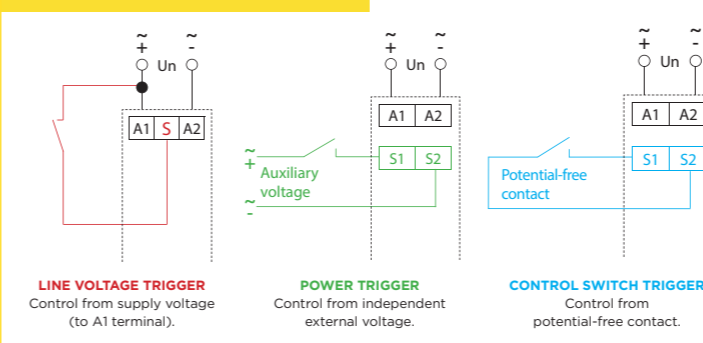 ~ ~
+ Un -
A1 S A2
LINE VOLTAGE TRIGGER
Control from supply voltage
(to A1 terminal).
~ ~
+ Un -
A1 A2
S1 S2
~
+
Auxiliary
voltage
~
-
POWER TRIGGER
Control from independent
external voltage.
~ ~
+ Un -
A1 A2
S1 S2
Potential-free
contact
CONTROL SWITCH TRIGGER
Control from
potential-free contact.